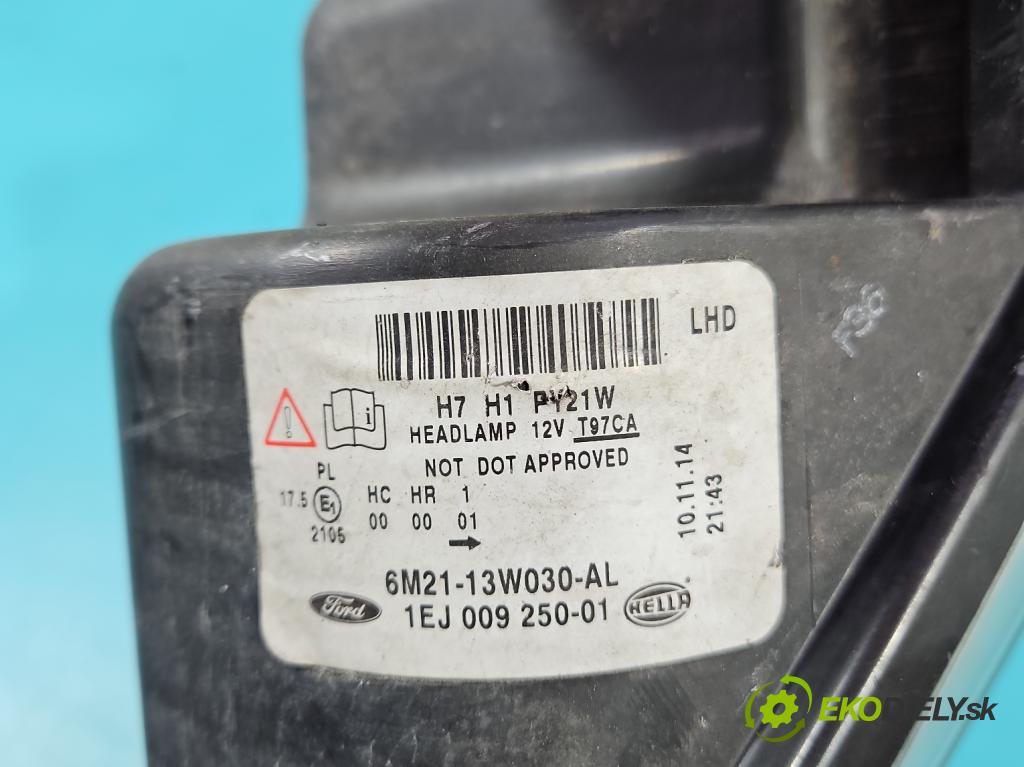 LHD
H7 H1 PY21W
HEADLAMP 12V T97CA
NOT DOT APPROVED
PL
17.5 E1
2105
HC HR 1
00 00 01
10.11.14
21:43
6M21-13W030-AL
Ford
1EJ 009 250-01
HELLA
EKODIELY.sk